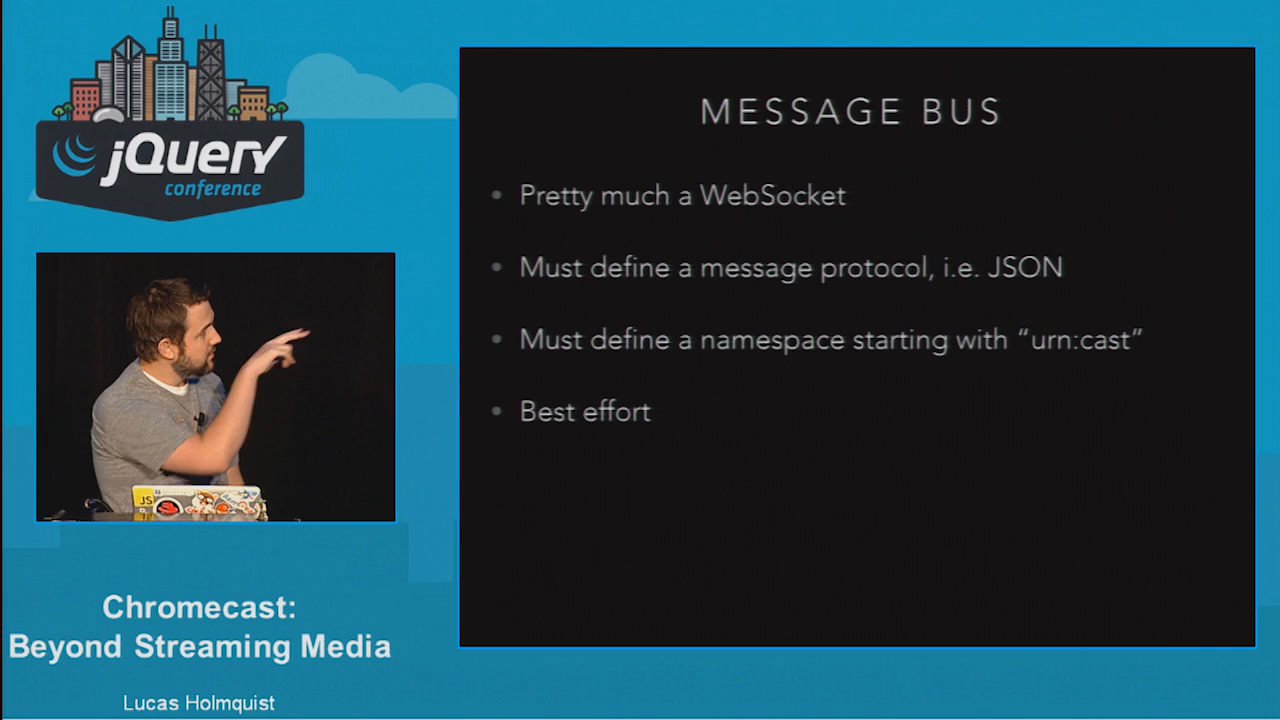 jQuery
conference
MESSAGE BUS
• Pretty much a WebSocket
• Must define a message protocol, i.e. JSON
• Must define a namespace starting with “urn:cast”
• Best effort
JS
Chromecast:
Beyond Streaming Media
Lucas Holmquist